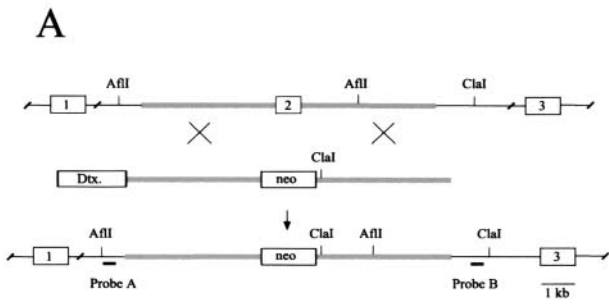 A
AflI AflI ClaI
1 2 3
ClaI
Dtx. neo
AflI ClaI AflI ClaI
1 neo 3
Probe A Probe B 1 kb